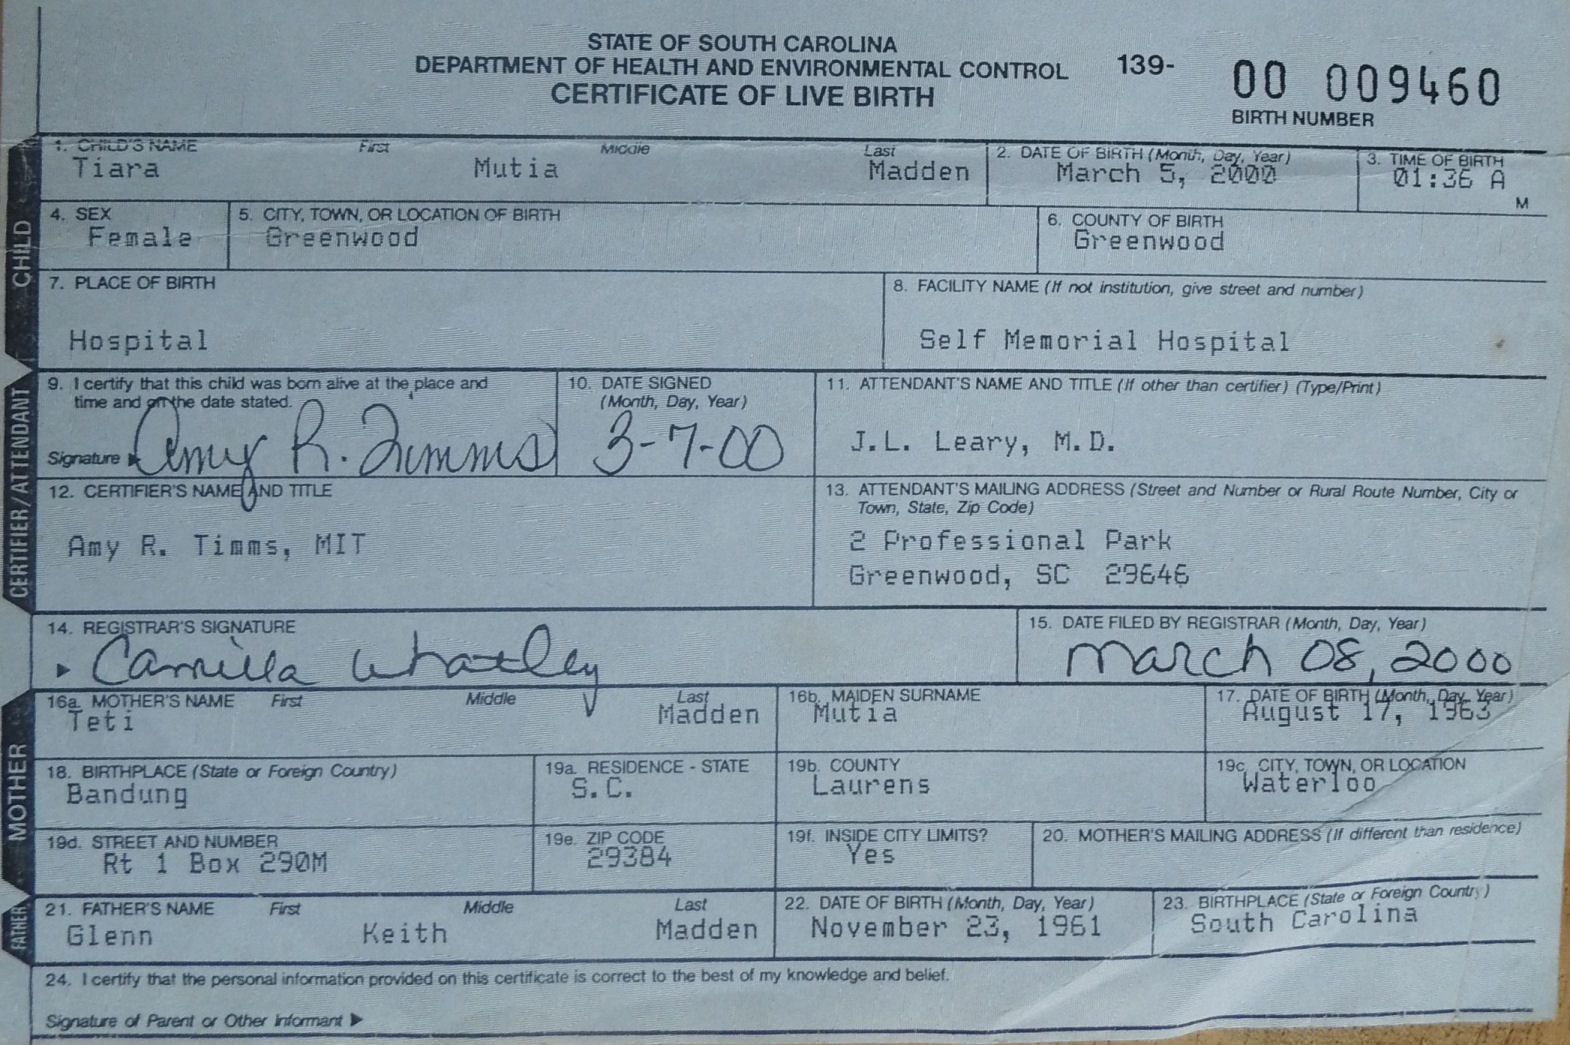 STATE OF SOUTH CAROLINA
DEPARTMENT OF HEALTH AND ENVIRONMENTAL CONTROL
CERTIFICATE OF LIVE BIRTH
139- 00 009460
BIRTH NUMBER
CHILD
1. CHILD'S NAME First Middle Last
Tiara Mutia Madden
2. DATE OF BIRTH (Month, Day, Year)
March 5, 2000
3. TIME OF BIRTH
01:36 A M
4. SEX
Female
5. CITY, TOWN, OR LOCATION OF BIRTH
Greenwood
6. COUNTY OF BIRTH
Greenwood
7. PLACE OF BIRTH
Hospital
8. FACILITY NAME (If not institution, give street and number)
Self Memorial Hospital
CERTIFIER/ATTENDANT
9. I certify that this child was born alive at the place and
time and on the date stated.
Signature Amy R. Timms
10. DATE SIGNED
(Month, Day, Year)
3-7-00
11. ATTENDANT'S NAME AND TITLE (If other than certifier) (Type/Print)
J.L. Leary, M.D.
12. CERTIFIER'S NAME AND TITLE
Amy R. Timms, MIT
13. ATTENDANT'S MAILING ADDRESS (Street and Number or Rural Route Number, City or
Town, State, Zip Code)
2 Professional Park
Greenwood, SC 29646
14. REGISTRAR'S SIGNATURE
Camilla Whatley
15. DATE FILED BY REGISTRAR (Month, Day, Year)
March 08, 2000
MOTHER
16a. MOTHER'S NAME First Middle Last
Teti Madden
16b. MAIDEN SURNAME
Mutia
17. DATE OF BIRTH (Month, Day, Year)
August 17, 1963
18. BIRTHPLACE (State or Foreign Country)
Bandung
19a. RESIDENCE - STATE
S.C.
19b. COUNTY
Laurens
19c. CITY, TOWN, OR LOCATION
Waterloo
19d. STREET AND NUMBER
Rt 1 Box 290M
19e. ZIP CODE
29384
19f. INSIDE CITY LIMITS?
Yes
20. MOTHER'S MAILING ADDRESS (If different than residence)
FATHER
21. FATHER'S NAME First Middle Last
Glenn Keith Madden
22. DATE OF BIRTH (Month, Day, Year)
November 23, 1961
23. BIRTHPLACE (State or Foreign Country)
South Carolina
24. I certify that the personal information provided on this certificate is correct to the best of my knowledge and belief.
Signature of Parent or Other Informant